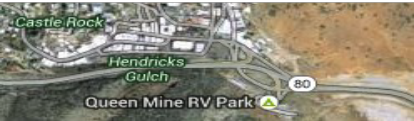 Castle Rock
Hendricks
Gulch
80
Queen Mine RV Park